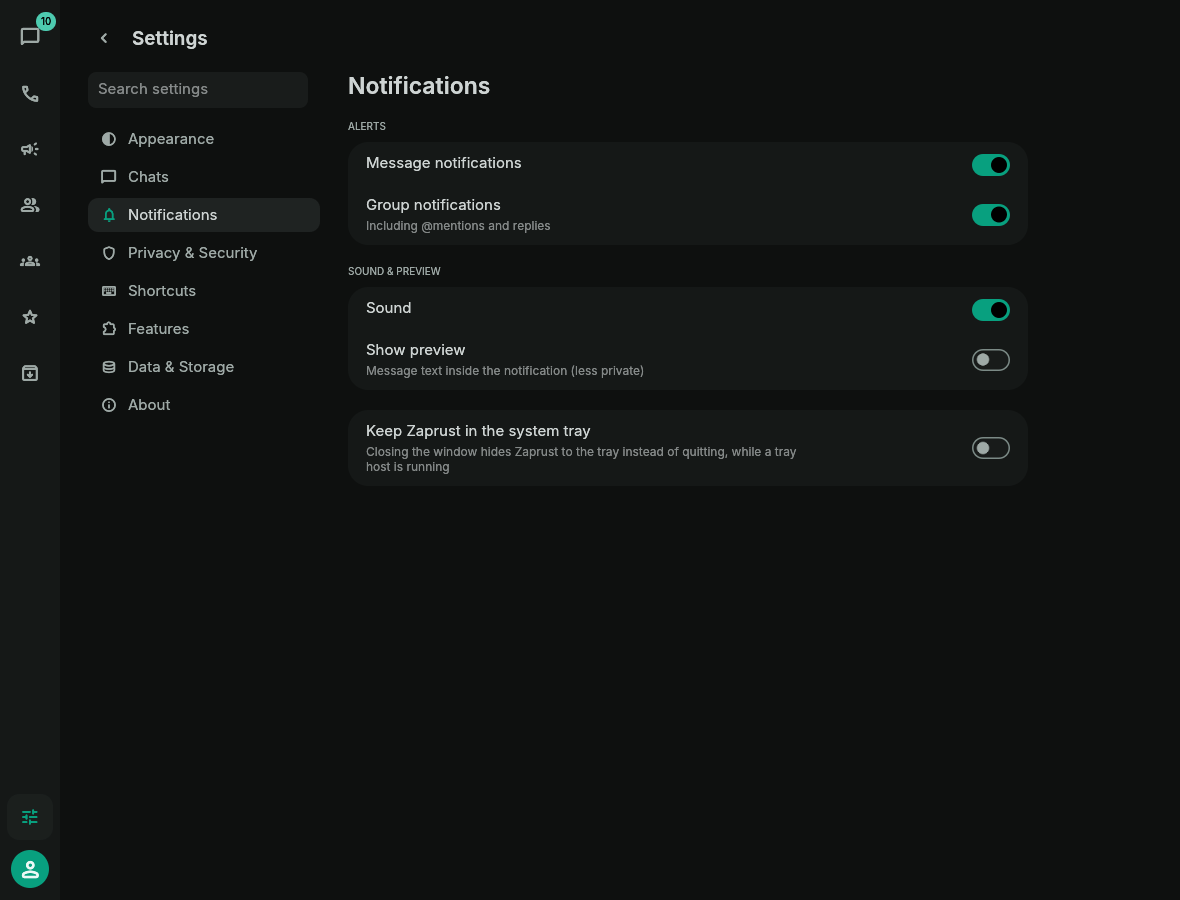 10
Settings
Search settings
Appearance
Chats
Notifications
Privacy & Security
Shortcuts
Features
Data & Storage
About
Notifications
ALERTS
Message notifications
Group notifications
Including @mentions and replies
SOUND & PREVIEW
Sound
Show preview
Message text inside the notification (less private)
Keep Zaprust in the system tray
Closing the window hides Zaprust to the tray instead of quitting, while a tray
host is running